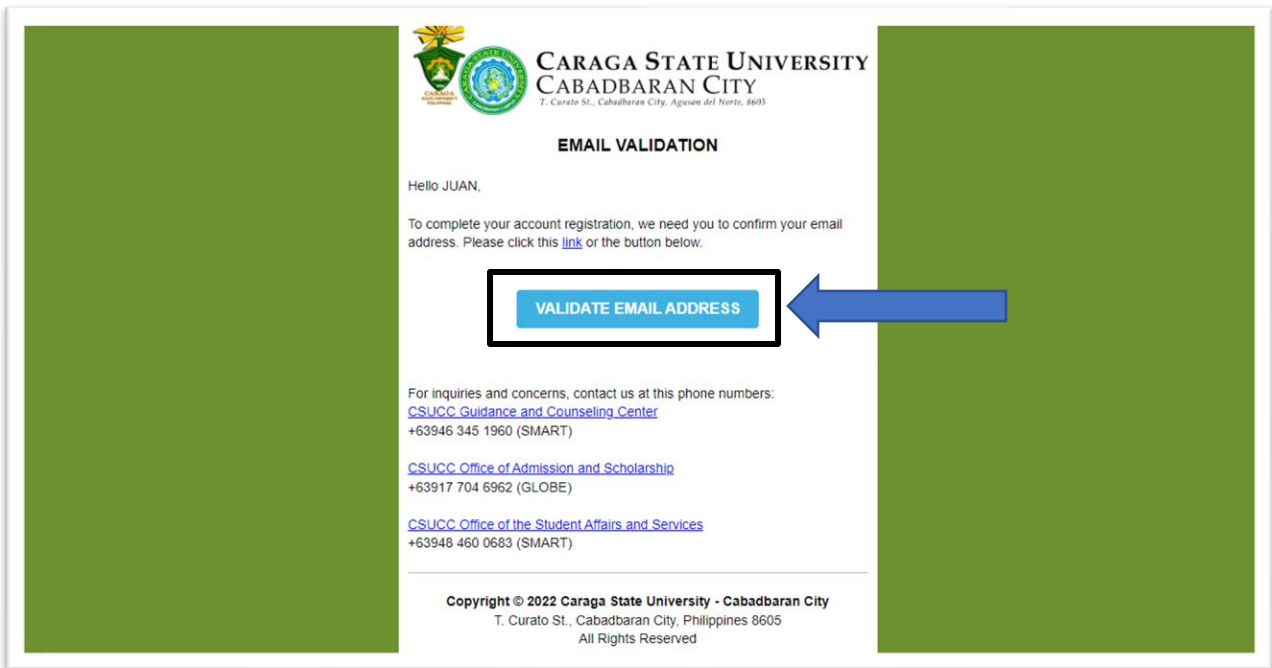 CARAGA STATE UNIVERSITY
CABADBARAN CITY
T. Curato St., Cabadbaran City, Agusan del Norte, 8605
CARAGA
STATE UNIVERSITY
PHILIPPINES
EMAIL VALIDATION
Hello JUAN,
To complete your account registration, we need you to confirm your email
address. Please click this link or the button below.
VALIDATE EMAIL ADDRESS
For inquiries and concerns, contact us at this phone numbers:
CSUCC Guidance and Counseling Center
+63946 345 1960 (SMART)
CSUCC Office of Admission and Scholarship
+63917 704 6962 (GLOBE)
CSUCC Office of the Student Affairs and Services
+63948 460 0683 (SMART)
Copyright © 2022 Caraga State University - Cabadbaran City
T. Curato St., Cabadbaran City, Philippines 8605
All Rights Reserved